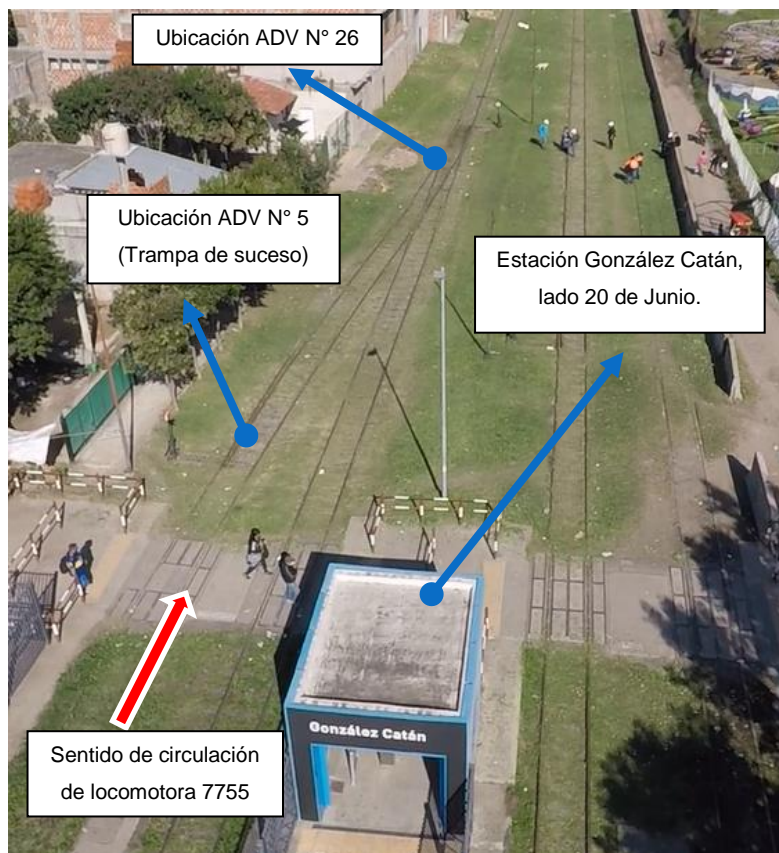 Ubicación ADV N° 26
Ubicación ADV N° 5
(Trampa de suceso)
Estación González Catán,
lado 20 de Junio.
González Catán
Sentido de circulación
de locomotora 7755